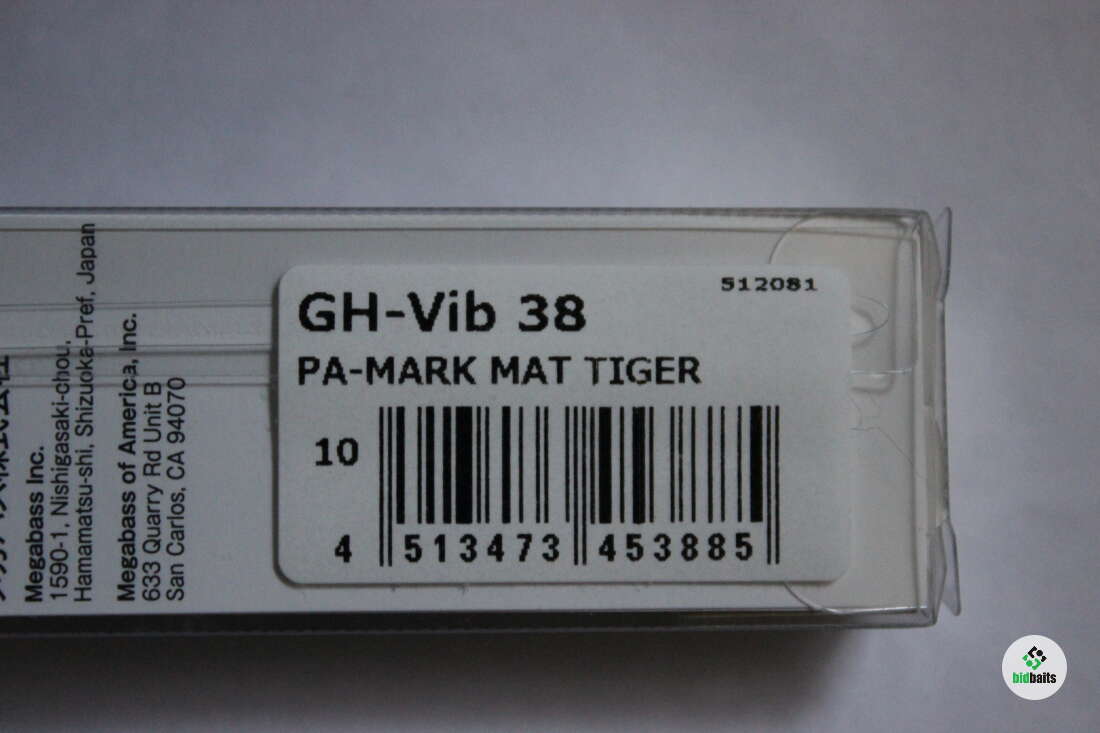 GH-Vib 38
512081
PA-MARK MAT TIGER
10
4 513473 453885
Megabass Inc.
1590-1, Nishigasaki-chou,
Hamamatsu-shi, Shizuoka-Pref, Japan
Megabass of America, Inc.
633 Quarry Rd Unit B
San Carlos, CA 94070
bidbaits